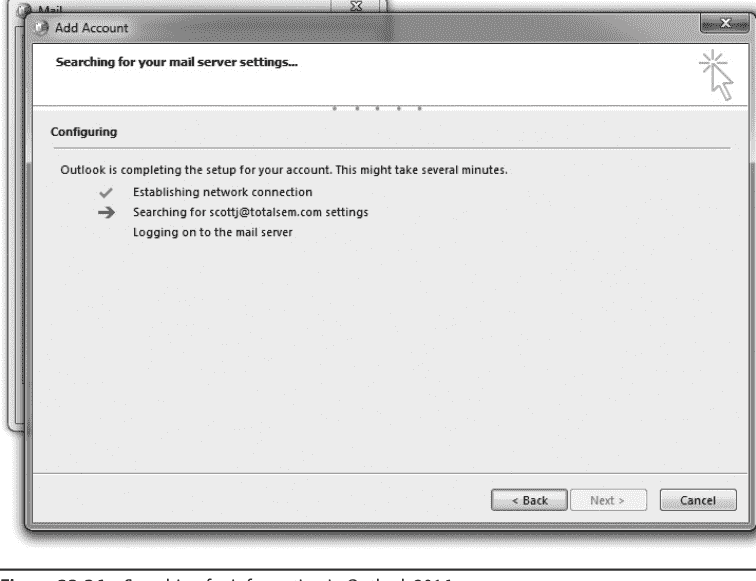 Mail
Add Account
Searching for your mail server settings...
Configuring
Outlook is completing the setup for your account. This might take several minutes.
Establishing network connection
Searching for scottj@totalsem.com settings
Logging on to the mail server
< Back Next > Cancel